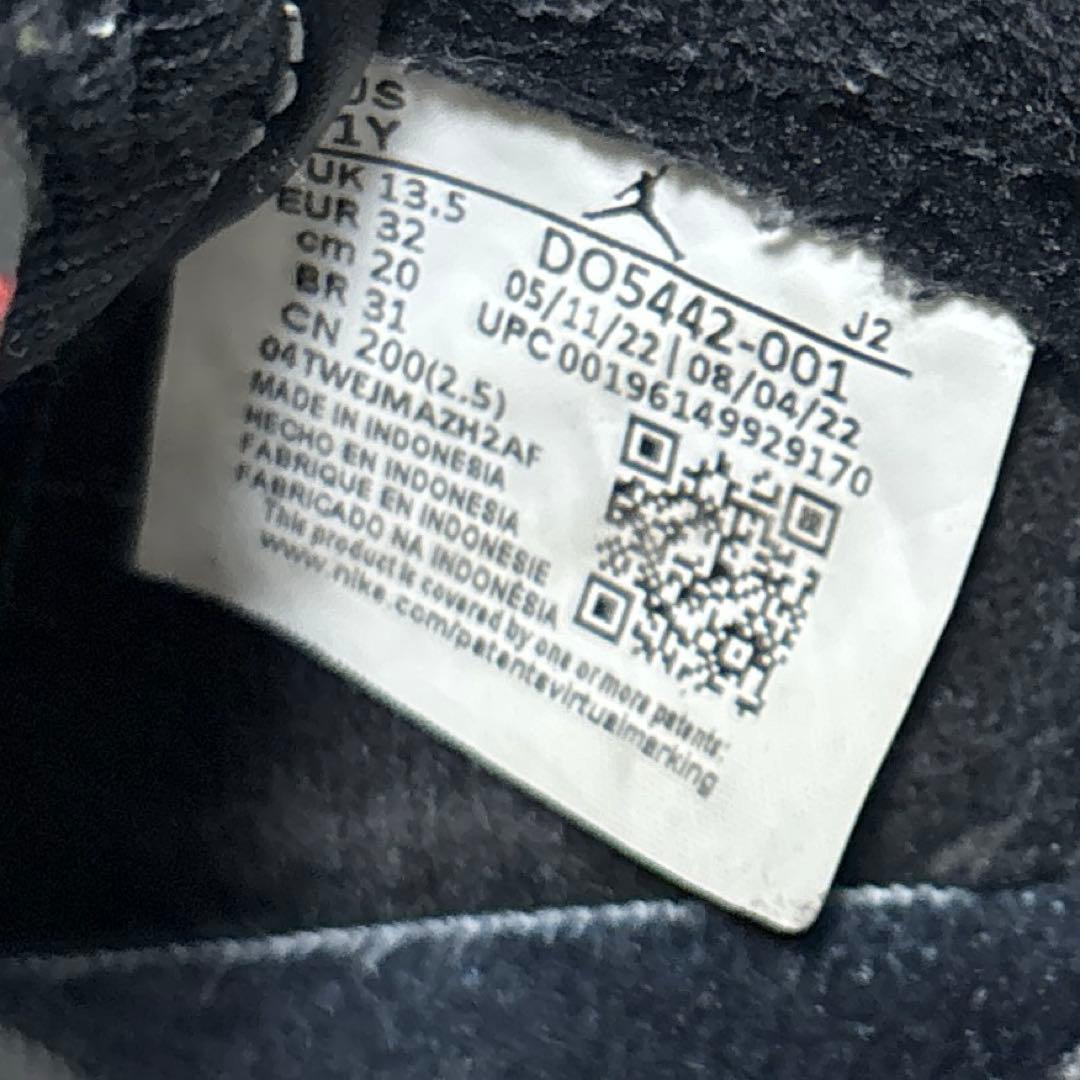 US
1Y
UK 13.5
EUR 32
cm 20
BR 31
CN 200(2.5)
04TWEJMAZH2AF
MADE IN INDONESIA
HECHO EN INDONESIA
FABRIQUE EN INDONESIE
FABRICADO NA INDONÉSIA
This product is covered by one or more patents:
www.nike.com/patentsvirtualmarking
J2
DO5442-001
05/11/22 | 08/04/22
UPC 00196149929170